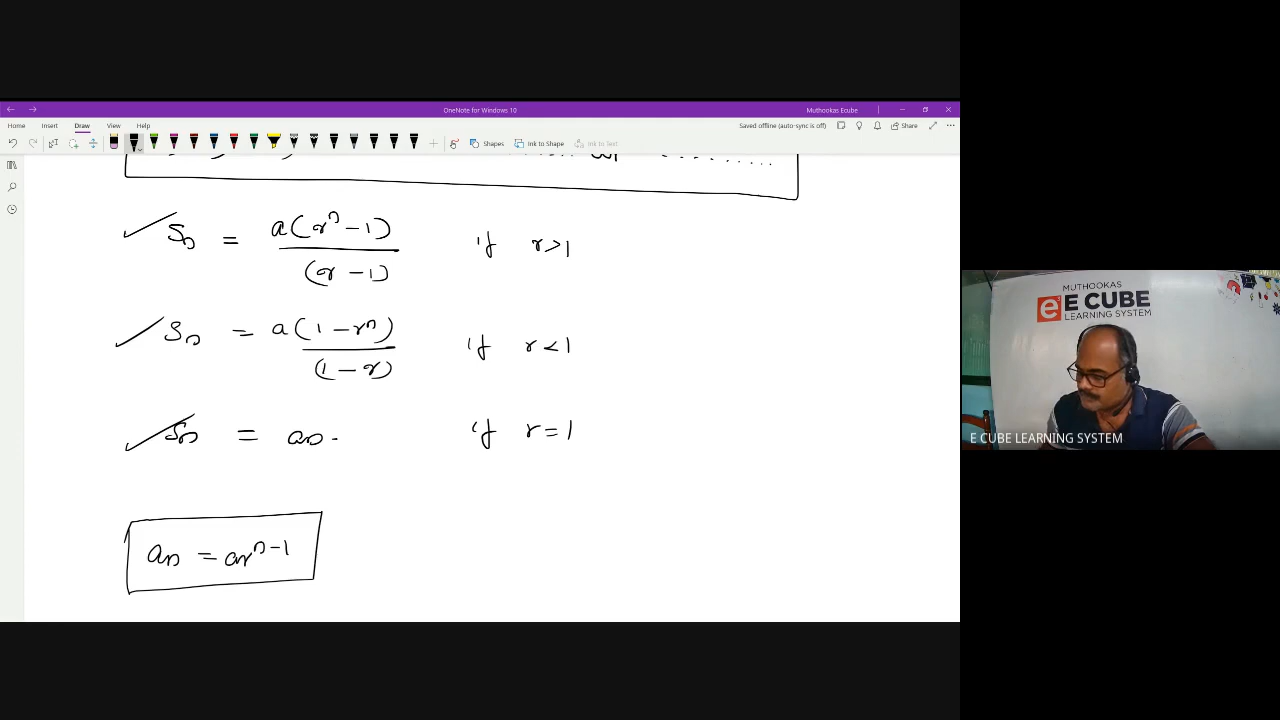 OneNote for Windows 10
Muthookas Ecube
Home Insert Draw View Help
Saved offline (auto-sync is off)
Share
Shapes
Ink to Shape
Ink to Text
Sn = a(r^n - 1) / (r - 1) if r > 1
Sn = a(1 - r^n) / (1 - r) if r < 1
Sn = an. if r = 1
an = ar^n-1
MUTHOOKAS
E CUBE
LEARNING SYSTEM
E CUBE LEARNING SYSTEM